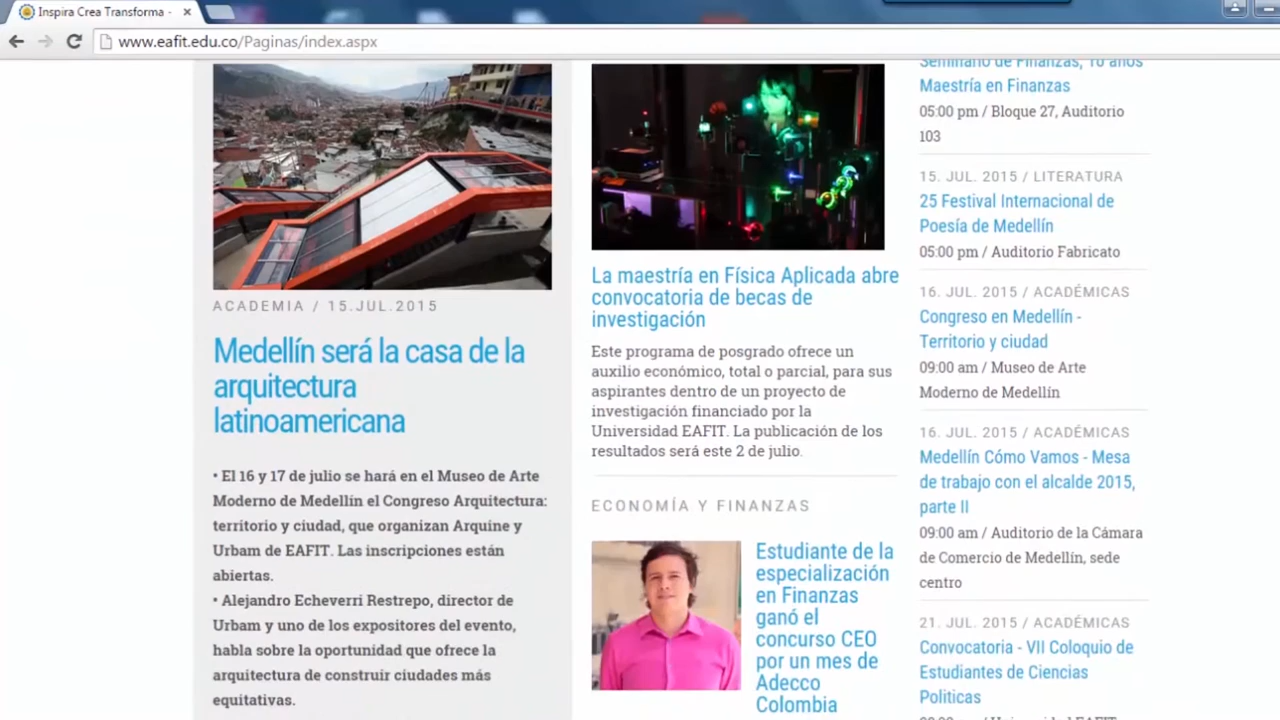 Inspira Crea Transforma -
www.eafit.edu.co/Paginas/index.aspx
ACADEMIA / 15.JUL.2015
Medellín será la casa de la
arquitectura
latinoamericana
• El 16 y 17 de julio se hará en el Museo de Arte
Moderno de Medellín el Congreso Arquitectura:
territorio y ciudad, que organizan Arquine y
Urbam de EAFIT. Las inscripciones están
abiertas.
• Alejandro Echeverri Restrepo, director de
Urbam y uno de los expositores del evento,
habla sobre la oportunidad que ofrece la
arquitectura de construir ciudades más
equitativas.
La maestría en Física Aplicada abre
convocatoria de becas de
investigación
Este programa de posgrado ofrece un
auxilio económico, total o parcial, para sus
aspirantes dentro de un proyecto de
investigación financiado por la
Universidad EAFIT. La publicación de los
resultados será este 2 de julio.
ECONOMÍA Y FINANZAS
Estudiante de la
especialización
en Finanzas
ganó el
concurso CEO
por un mes de
Adecco
Colombia
Seminario de Finanzas, 10 años
Maestría en Finanzas
05:00 pm / Bloque 27, Auditorio
103
15. JUL. 2015 / LITERATURA
25 Festival Internacional de
Poesía de Medellín
05:00 pm / Auditorio Fabricato
16. JUL. 2015 / ACADÉMICAS
Congreso en Medellín -
Territorio y ciudad
09:00 am / Museo de Arte
Moderno de Medellín
16. JUL. 2015 / ACADÉMICAS
Medellín Cómo Vamos - Mesa
de trabajo con el alcalde 2015,
parte II
09:00 am / Auditorio de la Cámara
de Comercio de Medellín, sede
centro
21. JUL. 2015 / ACADÉMICAS
Convocatoria - VII Coloquio de
Estudiantes de Ciencias
Politicas